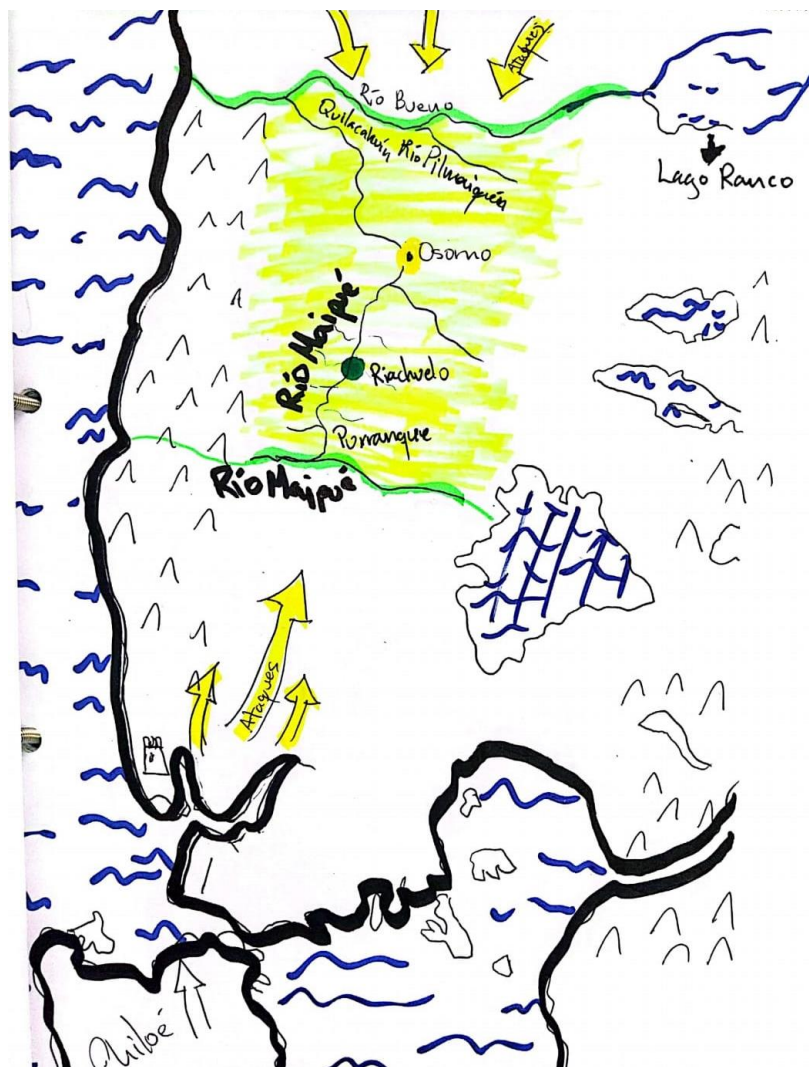 Ataques
Río Bueno
Quilacahuín
Río Pilmaiquén
Lago Ranco
Osorno
Río Maipué
Riachuelo
Purranque
Río Maipué
Ataques
Chiloé